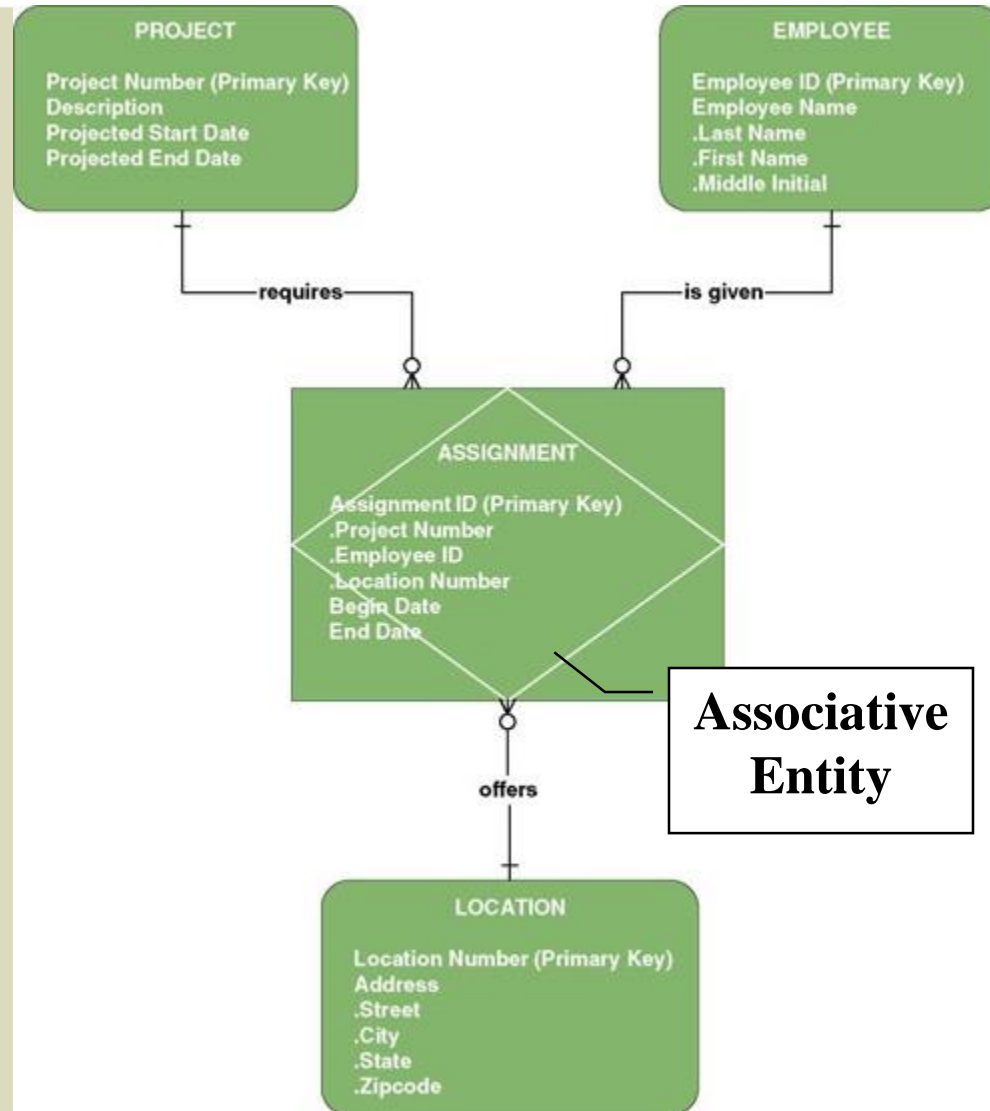 PROJECT
Project Number (Primary Key)
Description
Projected Start Date
Projected End Date
EMPLOYEE
Employee ID (Primary Key)
Employee Name
.Last Name
.First Name
.Middle Initial
requires
is given
ASSIGNMENT
Assignment ID (Primary Key)
.Project Number
.Employee ID
.Location Number
Begin Date
End Date
Associative
Entity
offers
LOCATION
Location Number (Primary Key)
Address
.Street
.City
.State
.Zipcode